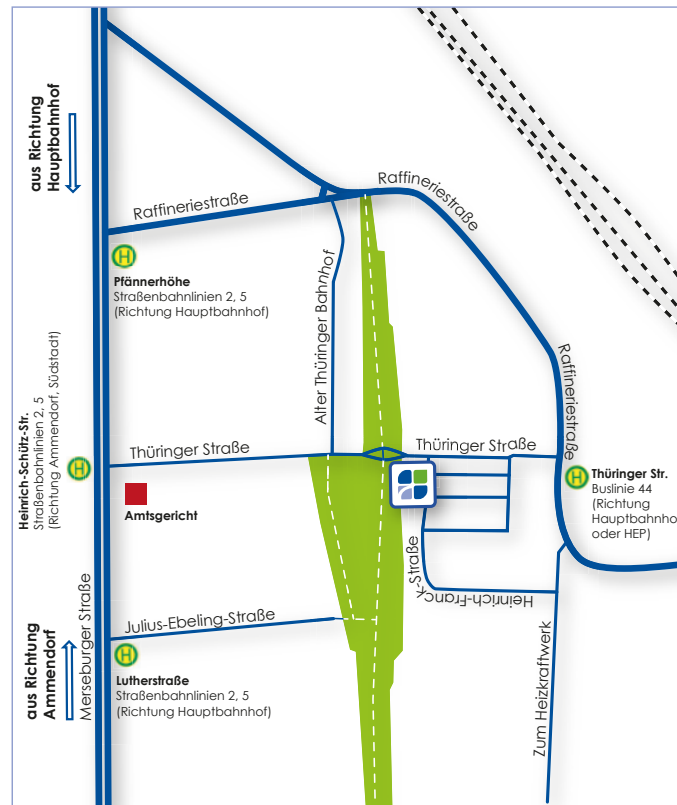 aus Richtung
Hauptbahnhof
Raffineriestraße
Raffineriestraße
H
Pfännerhöhe
Straßenbahnlinien 2, 5
(Richtung Hauptbahnhof)
Alter Thüringer Bahnhof
Raffineriestraße
Heinrich-Schütz-Str.
Straßenbahnlinien 2, 5
(Richtung Ammendorf, Südstadt)
H
Thüringer Straße
Thüringer Straße
H
Thüringer Str.
Buslinie 44
(Richtung
Hauptbahnho
oder HEP)
Amtsgericht
Heinrich-Franck-Straße
Julius-Ebeling-Straße
H
Lutherstraße
Straßenbahnlinien 2, 5
(Richtung Hauptbahnhof)
aus Richtung
Ammendorf
Merseburger Straße
Zum Heizkraftwerk